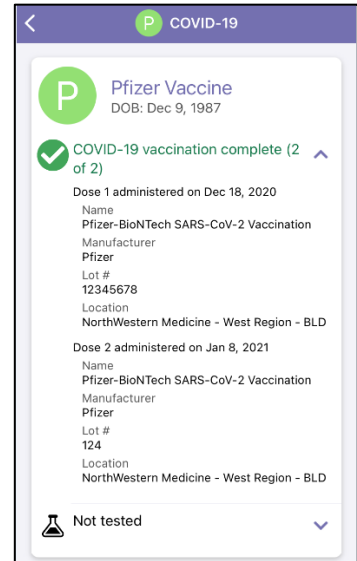 P COVID-19
P
Pfizer Vaccine
DOB: Dec 9, 1987
COVID-19 vaccination complete (2
of 2)
Dose 1 administered on Dec 18, 2020
Name
Pfizer-BioNTech SARS-CoV-2 Vaccination
Manufacturer
Pfizer
Lot #
12345678
Location
NorthWestern Medicine - West Region - BLD
Dose 2 administered on Jan 8, 2021
Name
Pfizer-BioNTech SARS-CoV-2 Vaccination
Manufacturer
Pfizer
Lot #
124
Location
NorthWestern Medicine - West Region - BLD
Not tested